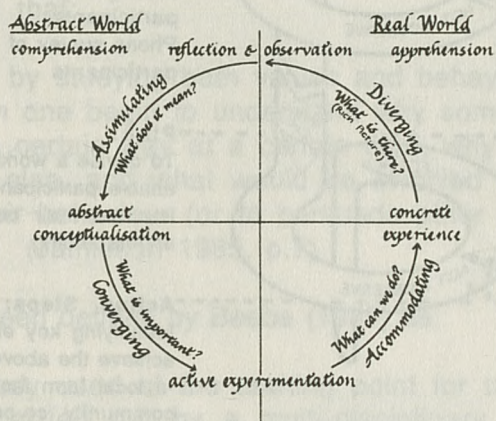 Abstract World
Real World
comprehension
reflection & observation
apprehension
Assimilating
What does it mean?
Diverging
What is there?
(Rich Picture)
abstract
conceptualisation
concrete
experience
What is important?
Converging
What can we do?
Accommodating
active experimentation